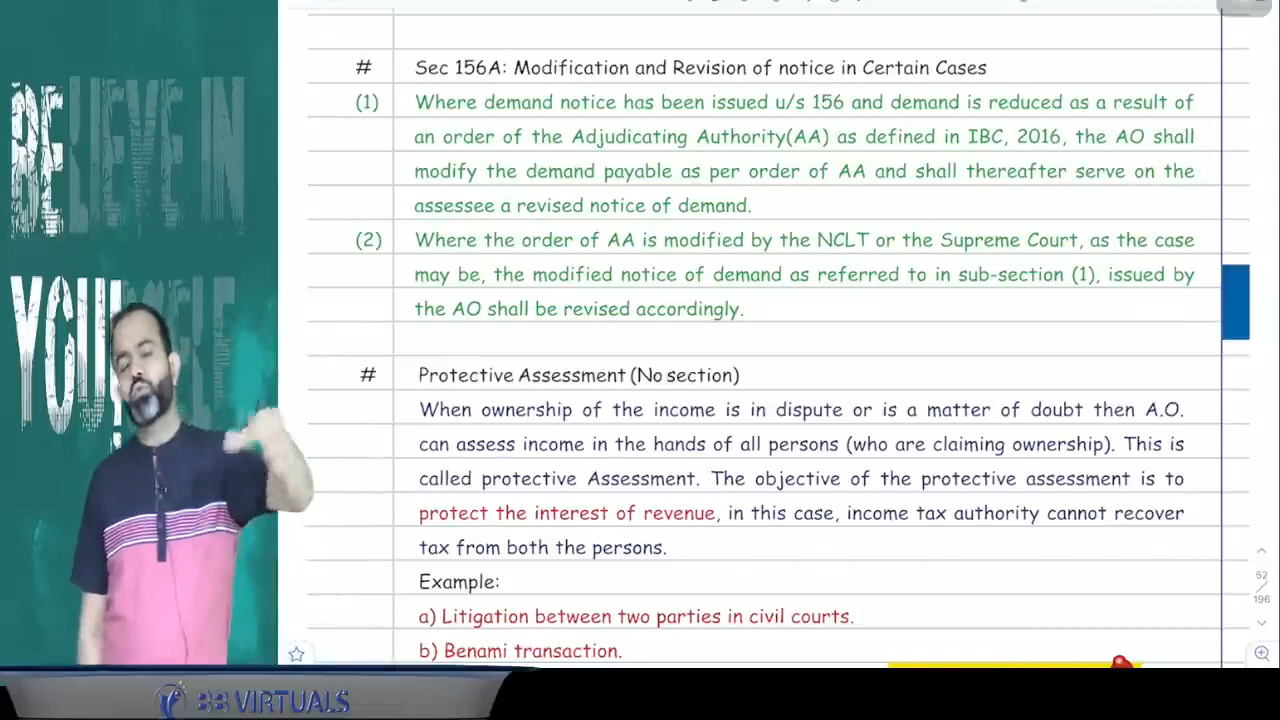 BELIEVE IN
YOURSELF
# Sec 156A: Modification and Revision of notice in Certain Cases
(1) Where demand notice has been issued u/s 156 and demand is reduced as a result of
an order of the Adjudicating Authority(AA) as defined in IBC, 2016, the AO shall
modify the demand payable as per order of AA and shall thereafter serve on the
assessee a revised notice of demand.
(2) Where the order of AA is modified by the NCLT or the Supreme Court, as the case
may be, the modified notice of demand as referred to in sub-section (1), issued by
the AO shall be revised accordingly.
# Protective Assessment (No section)
When ownership of the income is in dispute or is a matter of doubt then A.O.
can assess income in the hands of all persons (who are claiming ownership). This is
called protective Assessment. The objective of the protective assessment is to
protect the interest of revenue, in this case, income tax authority cannot recover
tax from both the persons.
Example:
a) Litigation between two parties in civil courts.
b) Benami transaction.
52
196
BB VIRTUALS